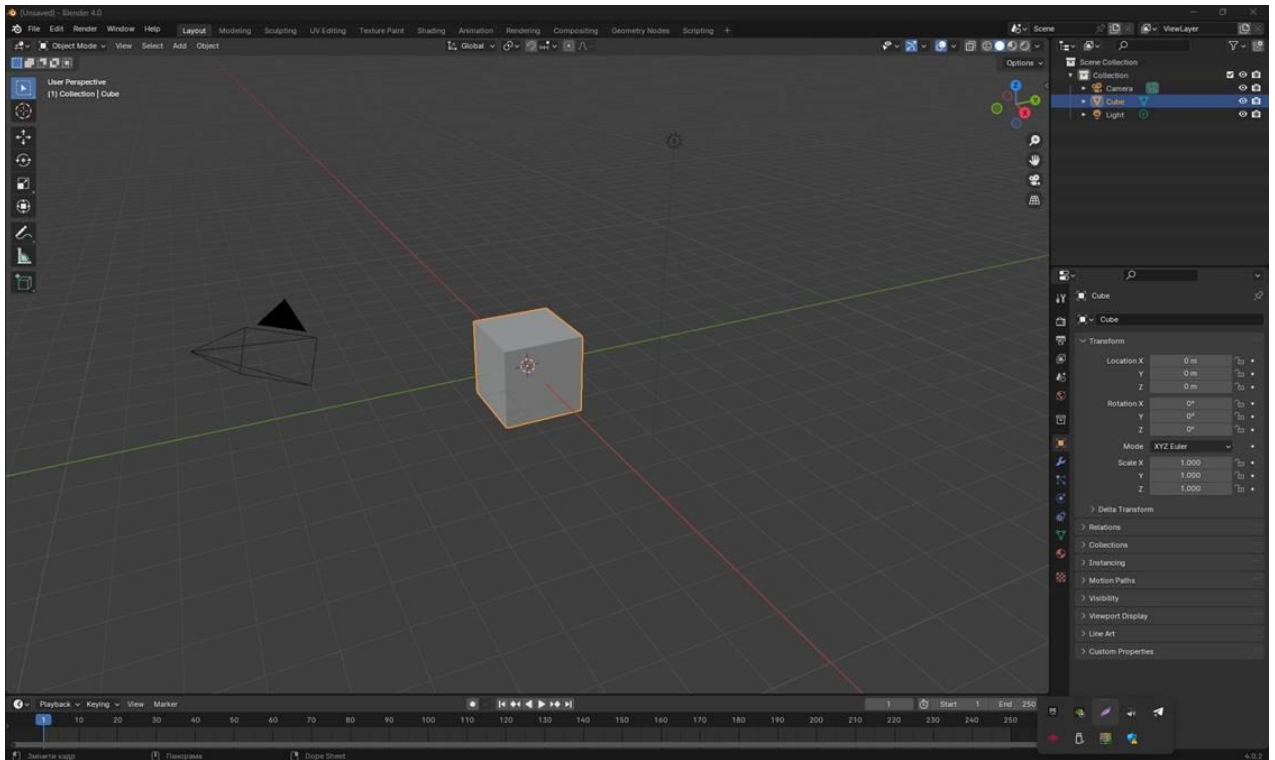 (Unsaved) - Blender 4.0
File Edit Render Window Help Layout Modeling Sculpting UV Editing Texture Paint Shading Animation Rendering Compositing Geometry Nodes Scripting + Scene ViewLayer
Object Mode View Select Add Object Global
Options
User Perspective
(1) Collection | Cube
Z
Y
X
Scene Collection
Collection
Camera
Cube
Light
Cube
Cube
Transform
Location X 0 m
Y 0 m
Z 0 m
Rotation X 0°
Y 0°
Z 0°
Mode XYZ Euler
Scale X 1.000
Y 1.000
Z 1.000
Delta Transform
Relations
Collections
Instancing
Motion Paths
Visibility
Viewport Display
Line Art
Custom Properties
Playback Keying View Marker 1 Start 1 End 250
1 10 20 30 40 50 60 70 80 90 100 110 120 130 140 150 160 170 180 190 200 210 220 230 240 250
Змінити кадр Панорама Dope Sheet 4.0.2